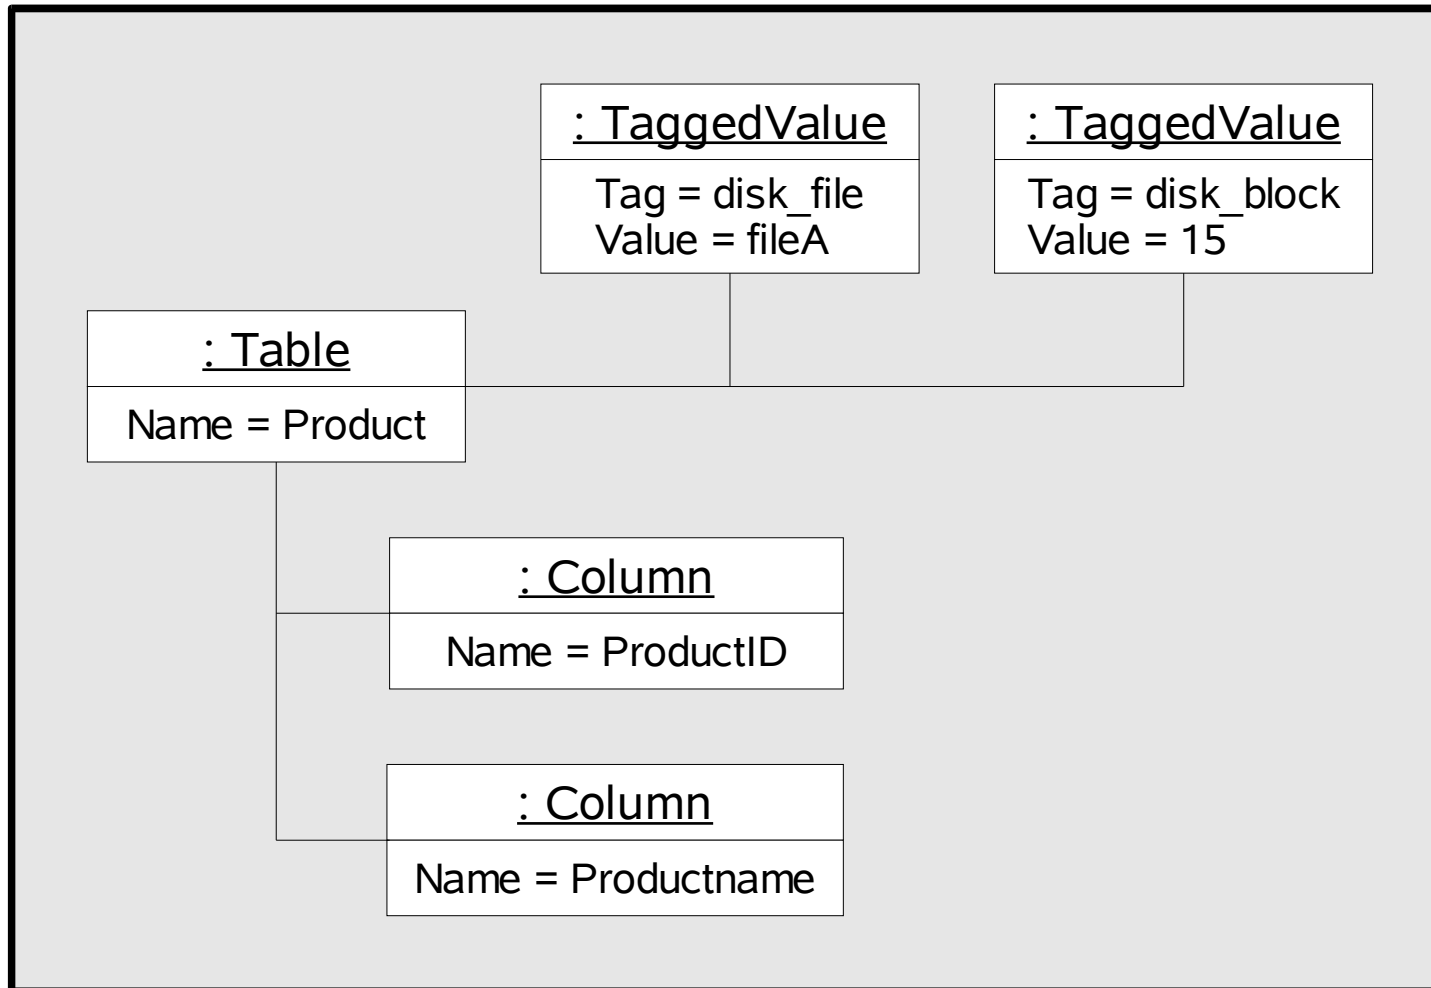 : TaggedValue
Tag = disk_file
Value = fileA
: TaggedValue
Tag = disk_block
Value = 15
: Table
Name = Product
: Column
Name = ProductID
: Column
Name = Productname